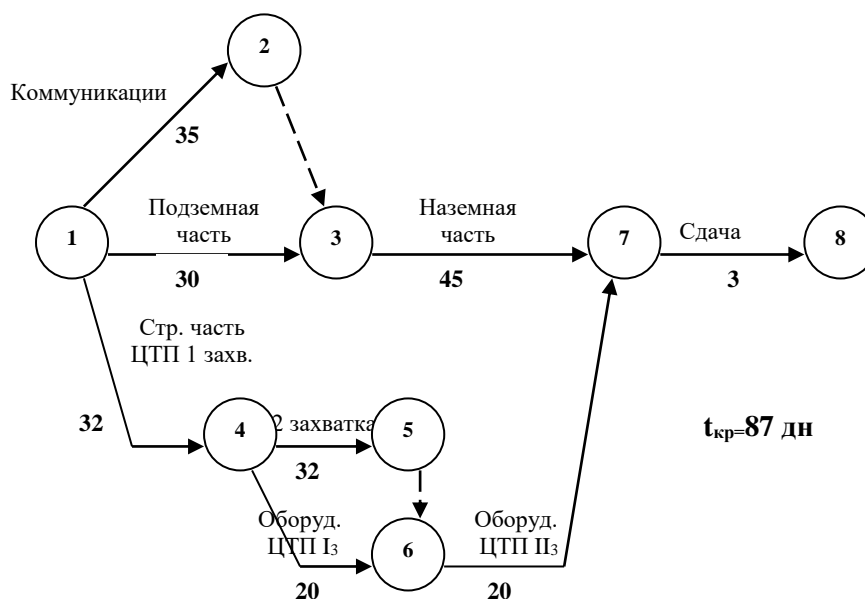 2
Коммуникации
35
Подземная
часть
Наземная
часть
1
3
7
Сдача
8
30
45
3
Стр. часть
ЦТП 1 захв.
32
4
2 захватка
5
tкр=87 дн
32
Оборуд.
ЦТП I3
6
Оборуд.
ЦТП II3
20
20